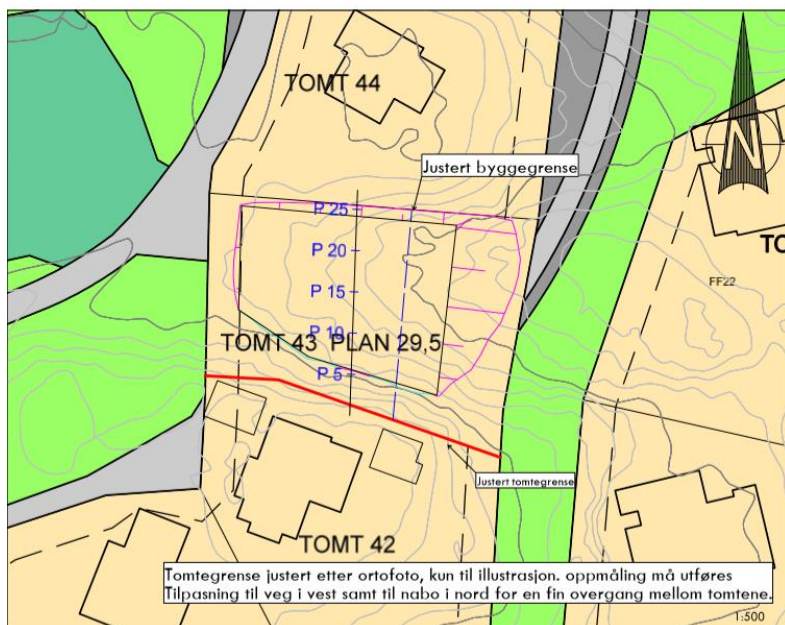 TOMT 44
Justert byggegrense
N
P 25
P 20
TO
P 15
FF22
P 10
TOMT 43 PLAN 29,5
P 5
Justert tomtegrense
TOMT 42
Tomtegrense justert etter ortofoto, kun til illustrasjon. oppmåling må utføres
Tilpasning til veg i vest samt til nabo i nord for en fin overgang mellom tomtene.
1:500